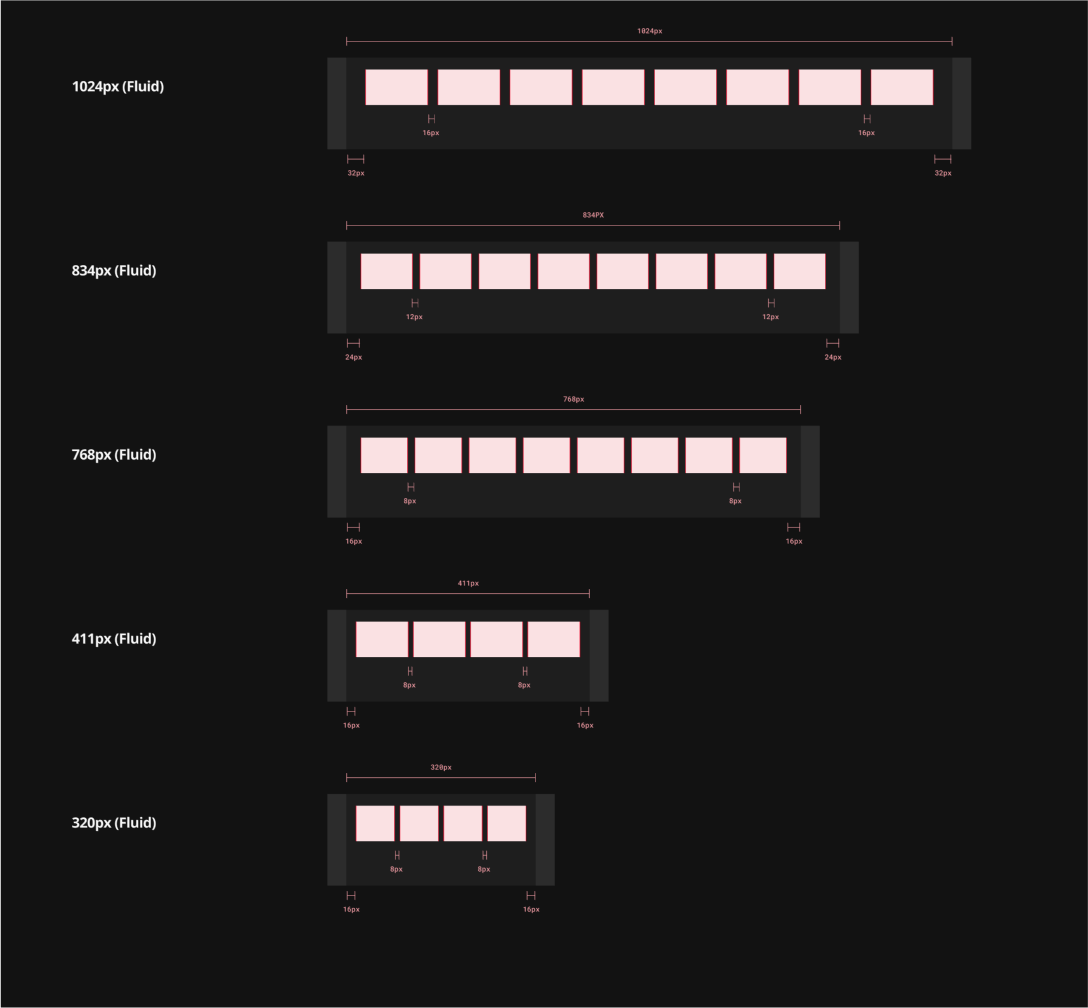 1024px
1024px (Fluid)
16px 16px
32px 32px
834PX
834px (Fluid)
12px 12px
24px 24px
768px
768px (Fluid)
8px 8px
16px 16px
411px
411px (Fluid)
8px 8px
16px 16px
320px
320px (Fluid)
8px 8px
16px 16px